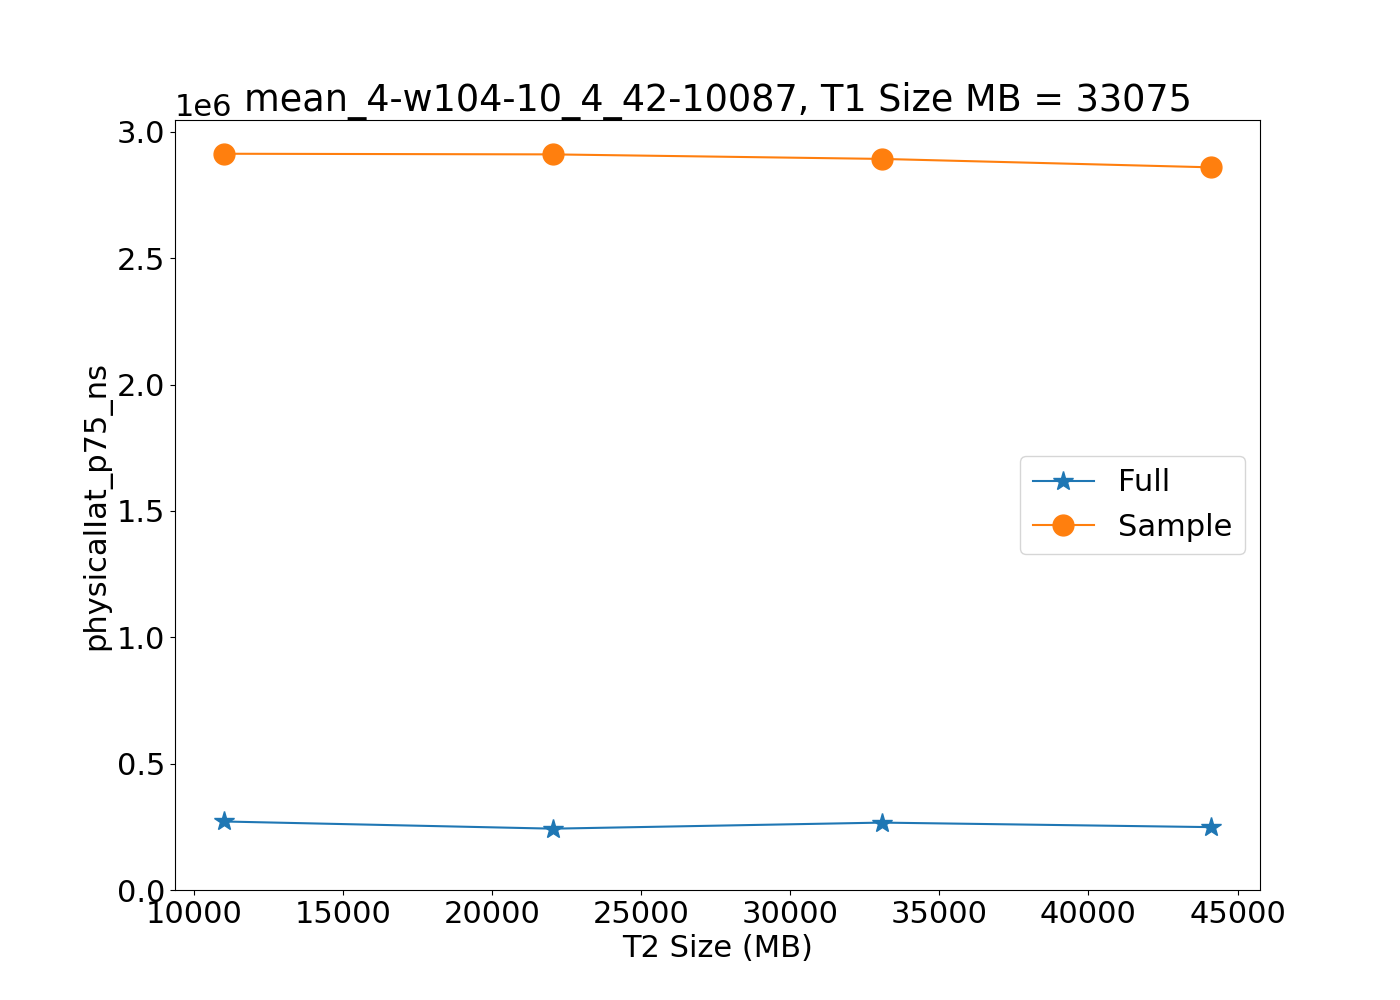 1e6
mean_4-w104-10_4_42-10087, T1 Size MB = 33075
3.0
2.5
2.0
1.5
1.0
0.5
0.0
physicallat_p75_ns
Full
Sample
10000 15000 20000 25000 30000 35000 40000 45000
T2 Size (MB)